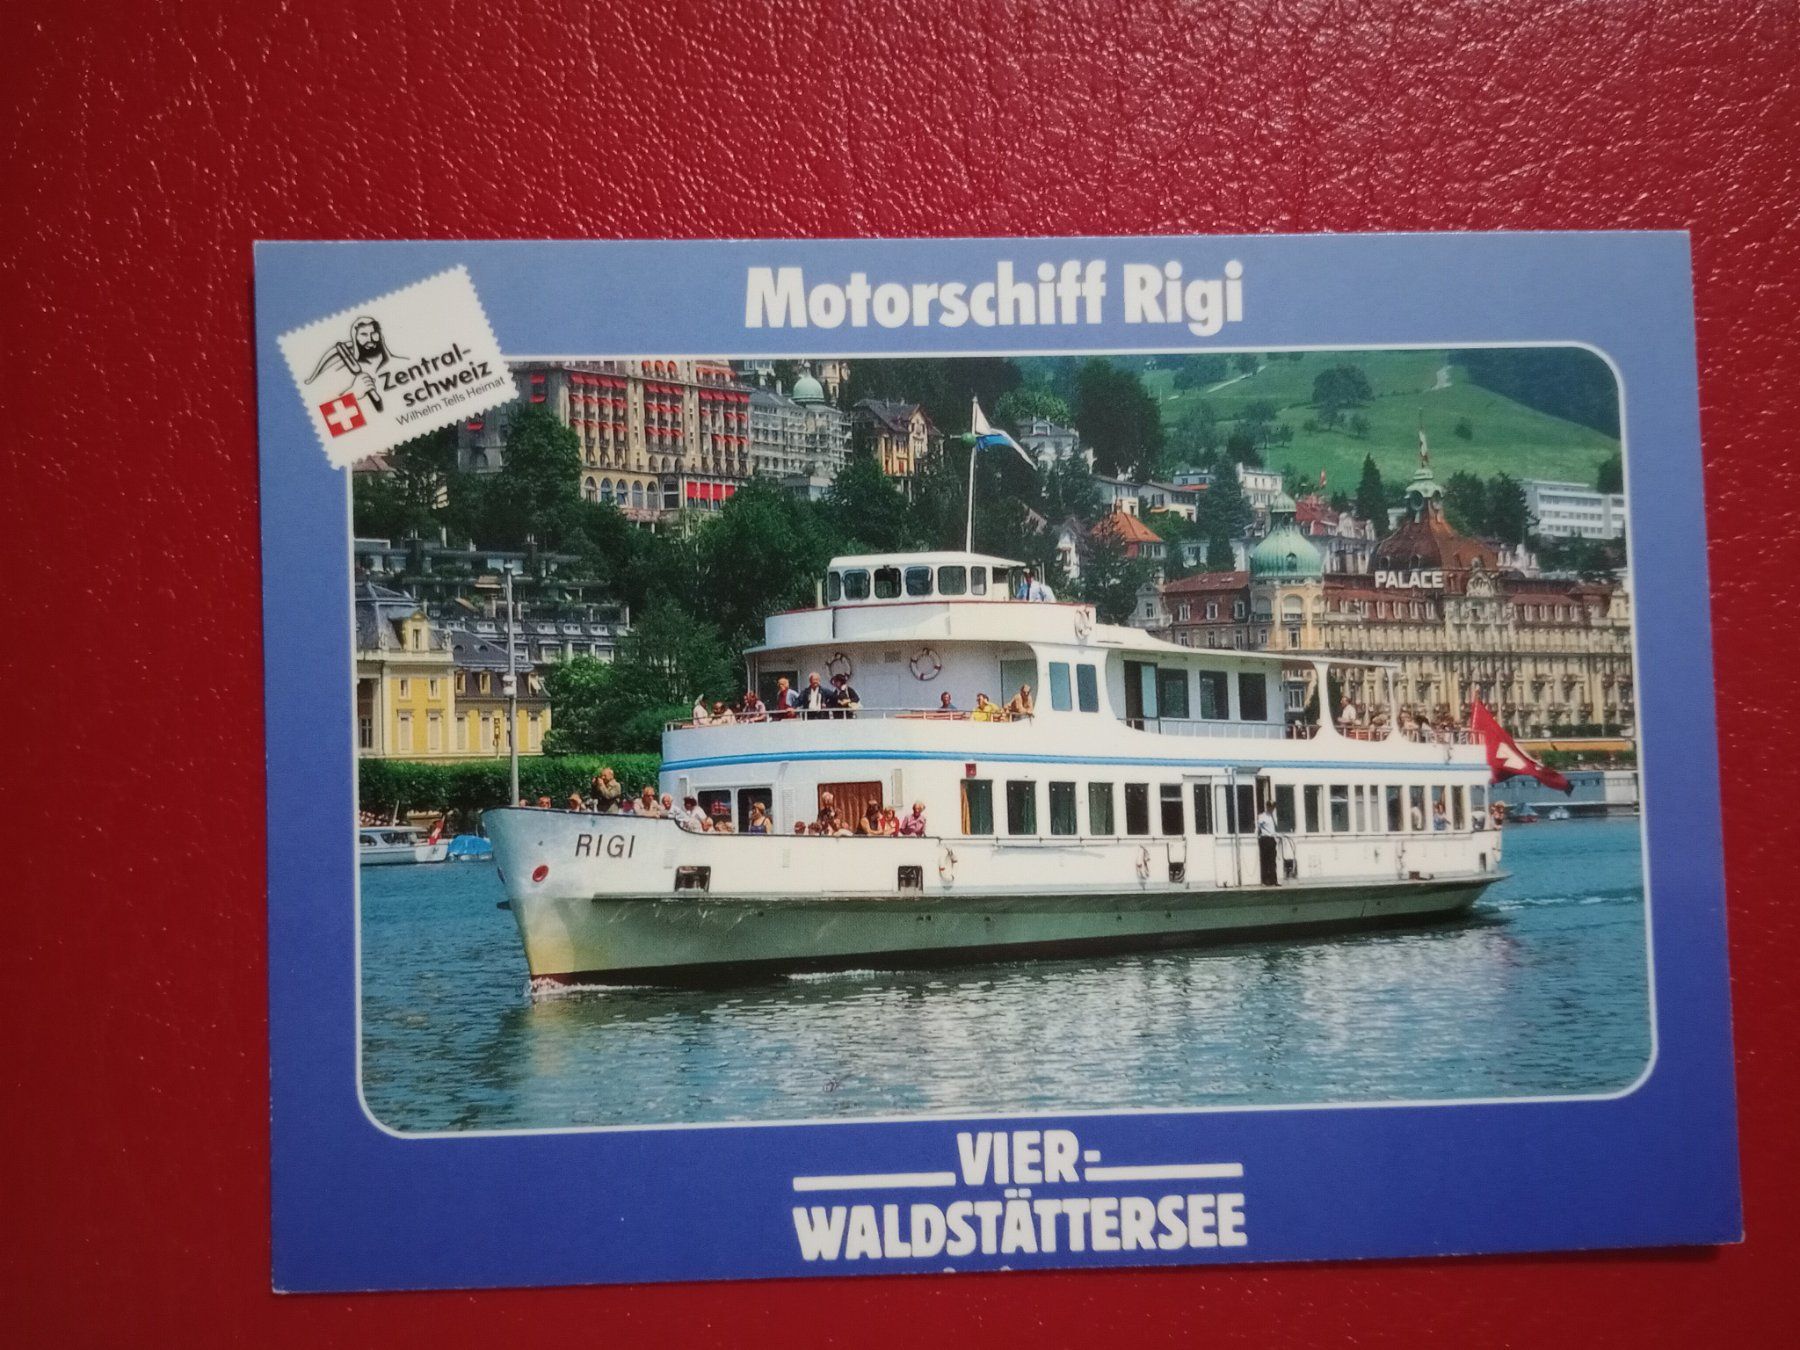 Motorschiff Rigi
Zentral-
schweiz
Wilhelm Tells Heimat
PALACE
RIGI
VIER-
WALDSTÄTTERSEE